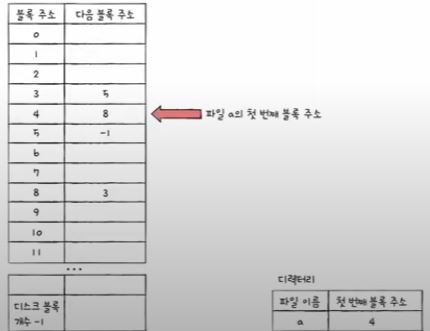 블록 주소 다음 블록 주소
0
1
2
3 5
4 8
파일 a의 첫 번째 블록 주소
5 -1
6
7
8 3
9
10
11
...
디스크 블록
개수 -1
디렉터리
파일 이름 첫 번째 블록 주소
a 4